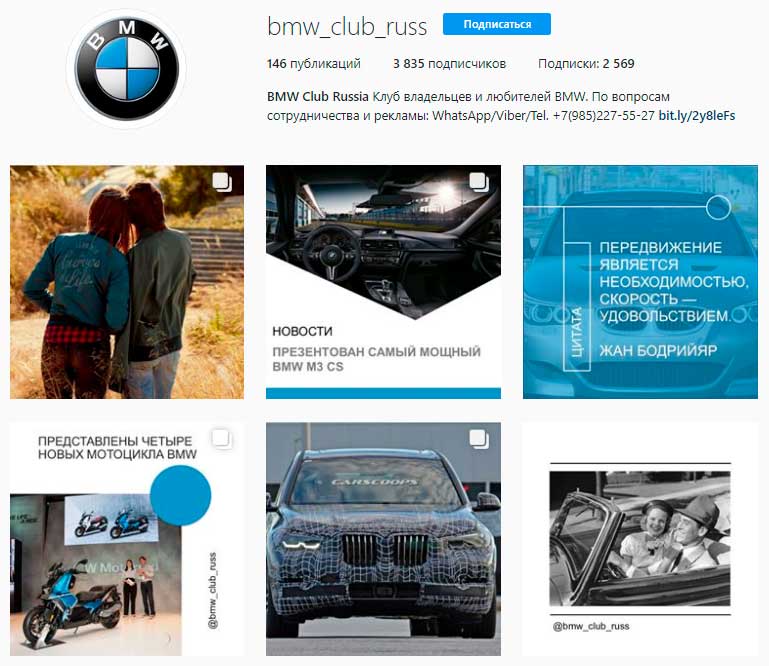 BMW
bmw_club_russ
Подписаться
146 публикаций
3 835 подписчиков
Подписки: 2 569
BMW Club Russia Клуб владельцев и любителей BMW. По вопросам
сотрудничества и рекламы: WhatsApp/Viber/Tel. +7(985)227-55-27 bit.ly/2y8leFs
НОВОСТИ
ПРЕЗЕНТОВАН САМЫЙ МОЩНЫЙ
BMW M3 CS
ПЕРЕДВИЖЕНИЕ
ЯВЛЯЕТСЯ
НЕОБХОДИМОСТЬЮ,
СКОРОСТЬ —
УДОВОЛЬСТВИЕМ.
ЦИТАТА
ЖАН БОДРИЙЯР
ПРЕДСТАВЛЕНЫ ЧЕТЫРЕ
НОВЫХ МОТОЦИКЛА BMW
@bmw_club_russ
CARSCOOPS
@bmw_club_russ